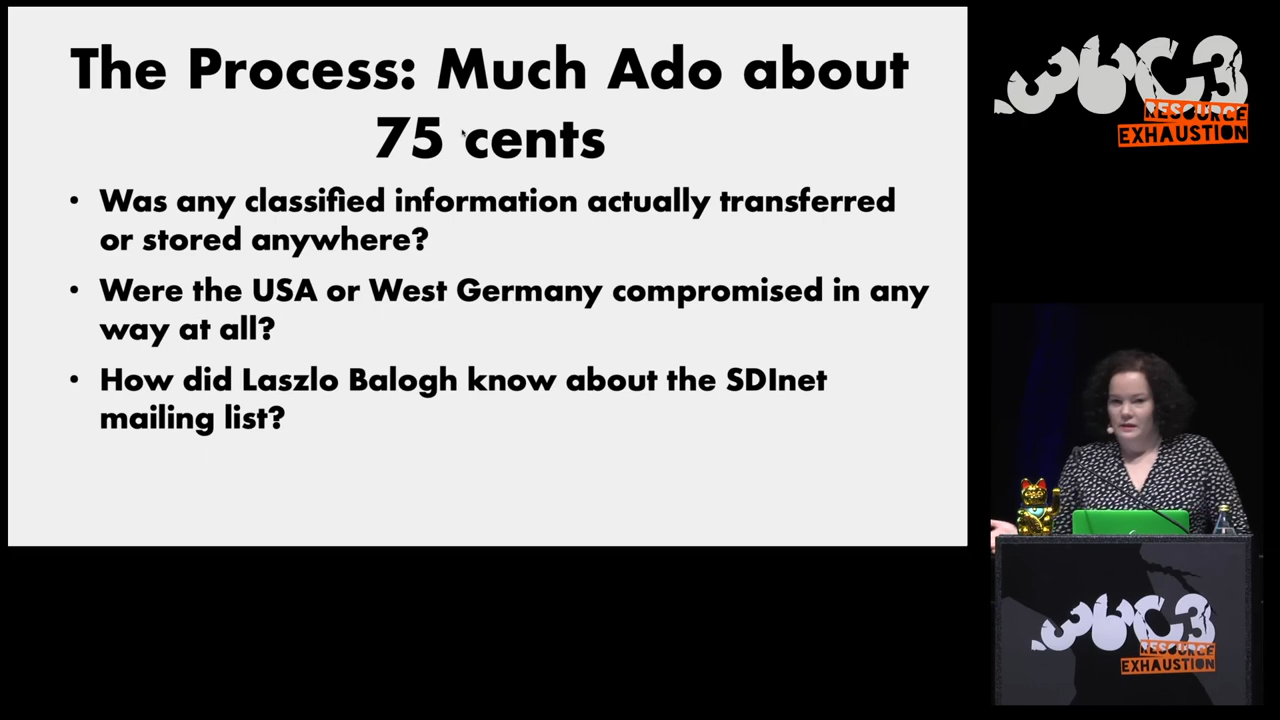 The Process: Much Ado about
75 cents
• Was any classified information actually transferred
or stored anywhere?
• Were the USA or West Germany compromised in any
way at all?
• How did Laszlo Balogh know about the SDInet
mailing list?
36C3
RESOURCE
EXHAUSTION
36C3
RESOURCE
EXHAUSTION